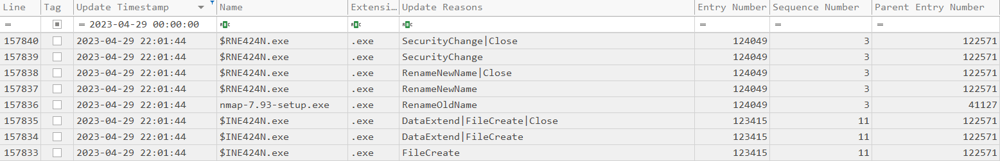 Line Tag Update Timestamp Name Extensi… Update Reasons Entry Number Sequence Number Parent Entry Number
= = 2023-04-29 00:00:00 ABC ABC ABC = = =
157840 2023-04-29 22:01:44 $RNE424N.exe .exe SecurityChange|Close 124049 3 122571
157839 2023-04-29 22:01:44 $RNE424N.exe .exe SecurityChange 124049 3 122571
157838 2023-04-29 22:01:44 $RNE424N.exe .exe RenameNewName|Close 124049 3 122571
157837 2023-04-29 22:01:44 $RNE424N.exe .exe RenameNewName 124049 3 122571
157836 2023-04-29 22:01:44 nmap-7.93-setup.exe .exe RenameOldName 124049 3 41127
157835 2023-04-29 22:01:44 $INE424N.exe .exe DataExtend|FileCreate|Close 123415 11 122571
157834 2023-04-29 22:01:44 $INE424N.exe .exe DataExtend|FileCreate 123415 11 122571
157833 2023-04-29 22:01:44 $INE424N.exe .exe FileCreate 123415 11 122571